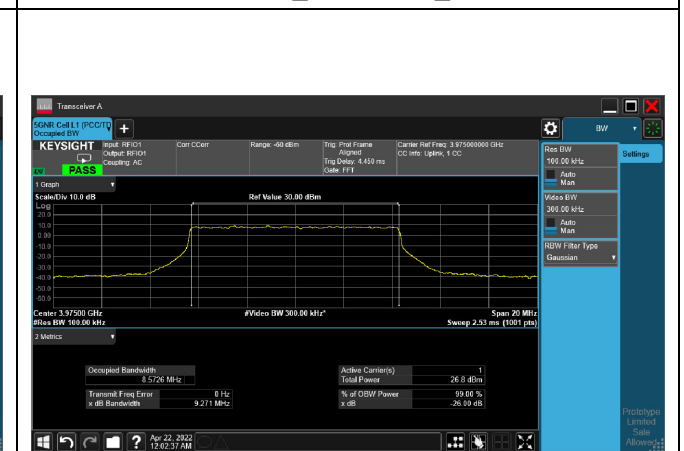 Transceiver A
5GNR Cell L1 (PCC/T)
Occupied BW
BW
KEYSIGHT
PASS
Input: RFIO1
Output: RFIO1
Coupling: AC
Corr CCorr
Range: -60 dBm
Trig: Prot Frame
Aligned
Trig Delay: 4.450 ms
Gate: FFT
Carrier Ref Freq: 3.975000000 GHz
CC Info: Uplink, 1 CC
1 Graph
Scale/Div 10.0 dB
Ref Value 30.00 dBm
Log
20.0
10.0
0.00
-10.0
-20.0
-30.0
-40.0
-50.0
-60.0
Center 3.97500 GHz
#Video BW 300.00 kHz*
Span 20 MHz
#Res BW 100.00 kHz
Sweep 2.53 ms (1001 pts)
2 Metrics
Occupied Bandwidth
8.5726 MHz
Transmit Freq Error 0 Hz
x dB Bandwidth 9.271 MHz
Active Carrier(s) 1
Total Power 26.8 dBm
% of OBW Power 99.00 %
x dB -26.00 dB
Apr 22, 2022
12:02:37 AM
Res BW
100.00 kHz
Auto
Man
Video BW
300.00 kHz
Auto
Man
RBW Filter Type
Gaussian
Settings
Prototype
Limited
Sale
Allowed